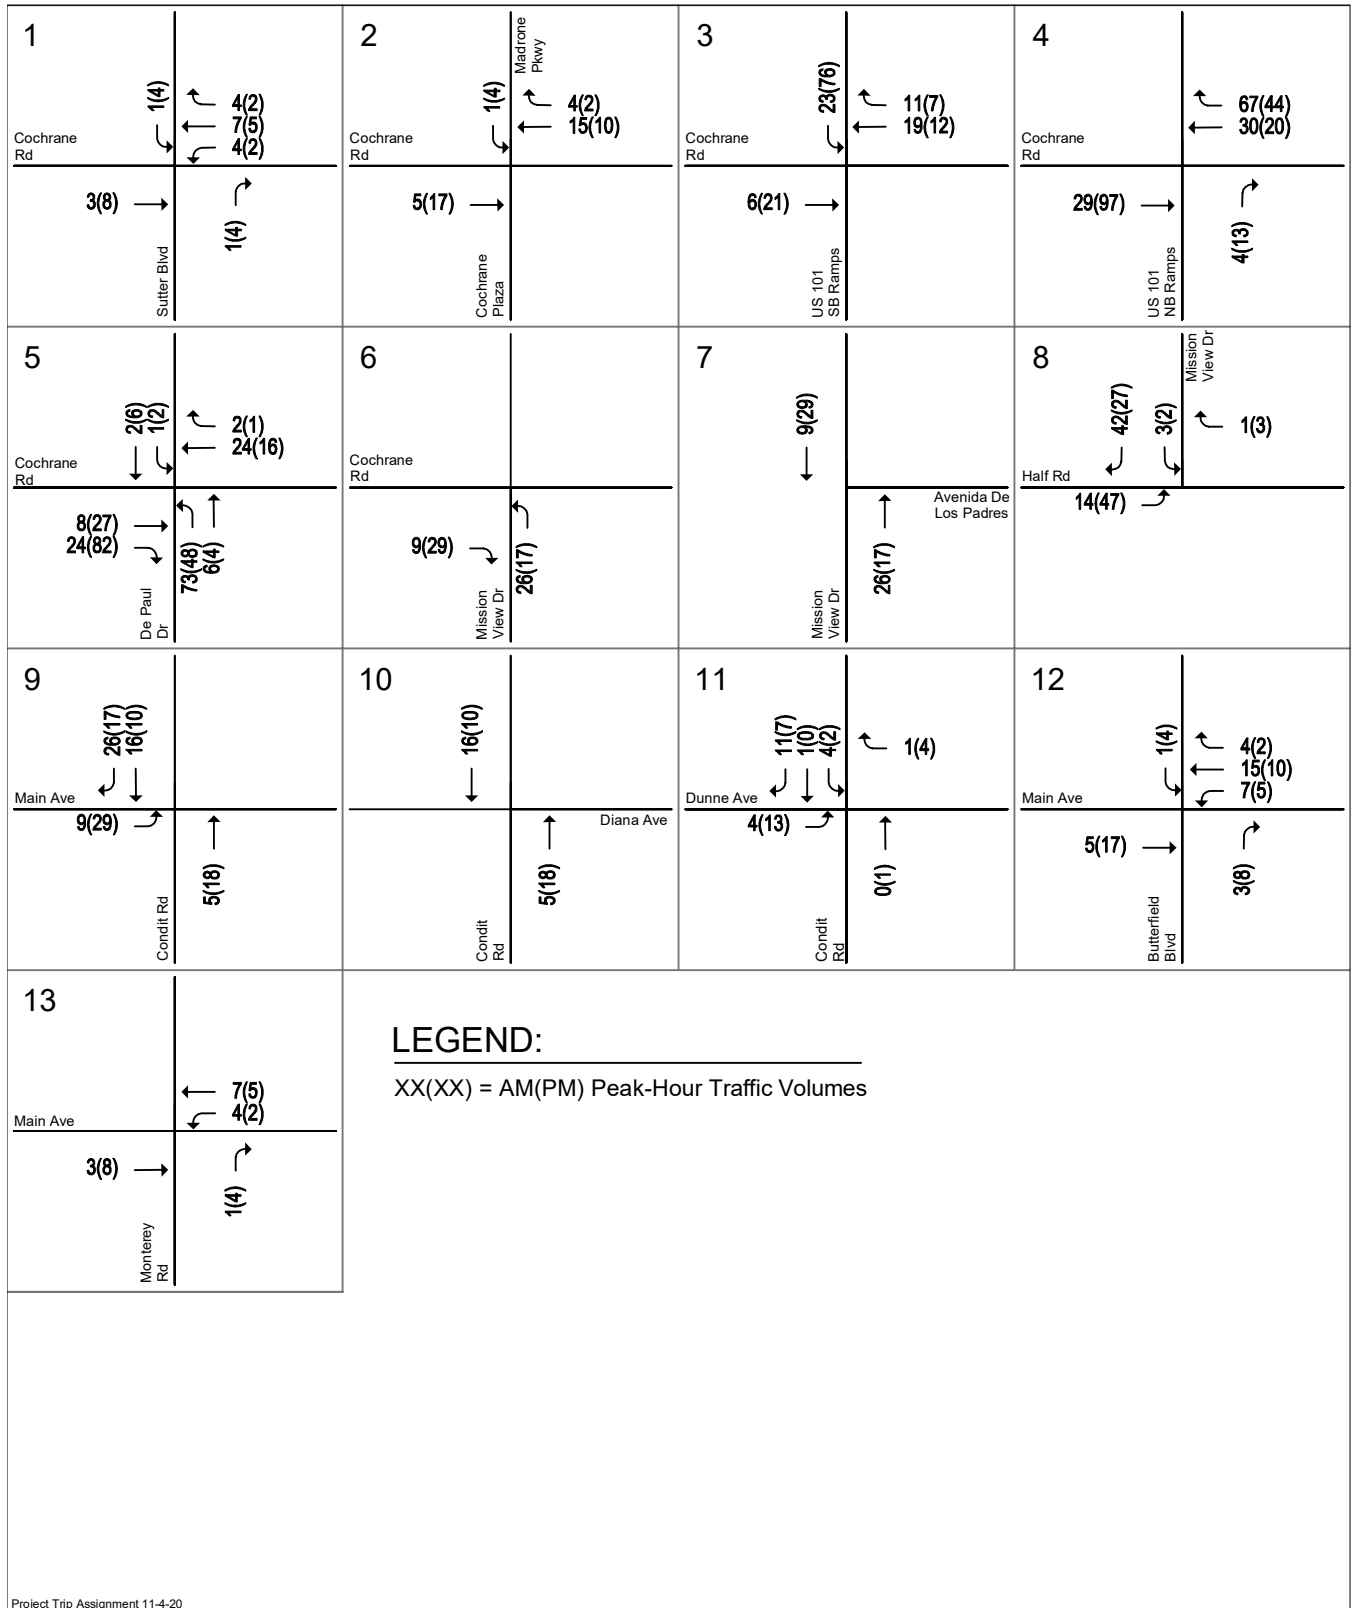 1
1(4)
4(2)
7(5)
4(2)
Cochrane
Rd
3(8)
1(4)
Sutter Blvd
2
Madrone
Pkwy
1(4)
4(2)
15(10)
Cochrane
Rd
5(17)
Cochrane
Plaza
3
23(76)
11(7)
19(12)
Cochrane
Rd
6(21)
US 101
SB Ramps
4
67(44)
30(20)
Cochrane
Rd
29(97)
4(13)
US 101
NB Ramps
5
2(6)
1(2)
2(1)
24(16)
Cochrane
Rd
8(27)
24(82)
73(48)
6(4)
De Paul
Dr
6
Cochrane
Rd
9(29)
26(17)
Mission
View Dr
7
9(29)
Avenida De
Los Padres
26(17)
Mission
View Dr
8
Mission
View Dr
42(27)
3(2)
1(3)
Half Rd
14(47)
9
26(17)
16(10)
Main Ave
9(29)
5(18)
Condit Rd
10
16(10)
Diana Ave
5(18)
Condit
Rd
11
11(7)
1(0)
4(2)
1(4)
Dunne Ave
4(13)
0(1)
Condit
Rd
12
1(4)
4(2)
15(10)
7(5)
Main Ave
5(17)
3(8)
Butterfield
Blvd
13
7(5)
4(2)
Main Ave
3(8)
1(4)
Monterey
Rd
LEGEND:
XX(XX) = AM(PM) Peak-Hour Traffic Volumes
Project Trip Assignment 11-4-20